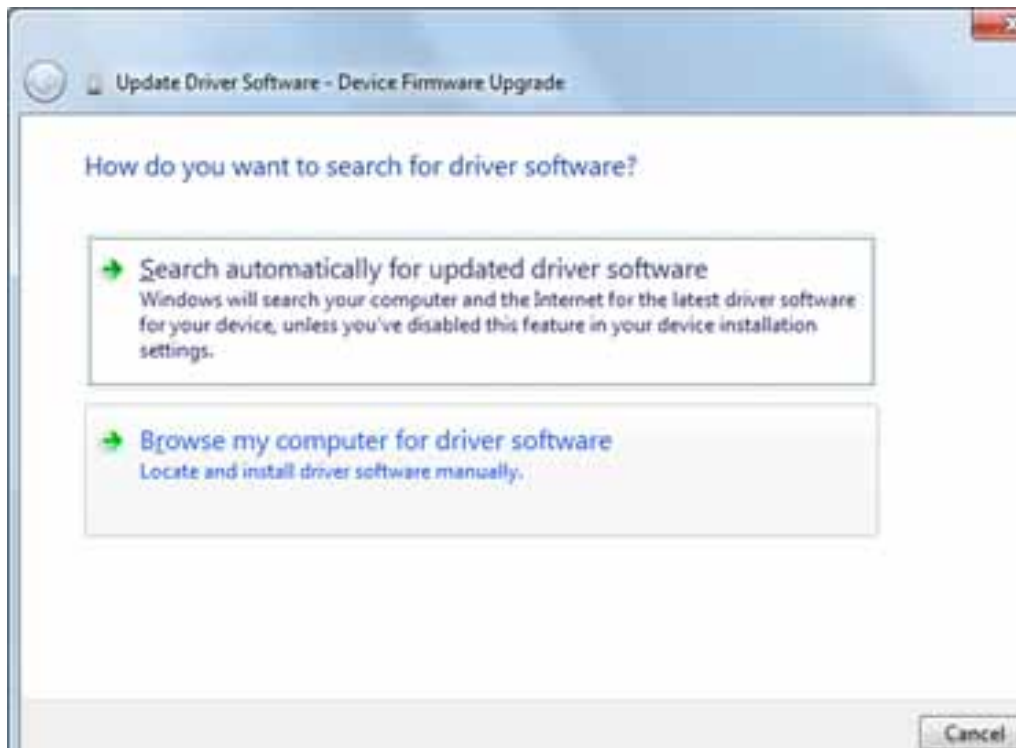 Update Driver Software - Device Firmware Upgrade
How do you want to search for driver software?
Search automatically for updated driver software
Windows will search your computer and the Internet for the latest driver software
for your device, unless you've disabled this feature in your device installation
settings.
Browse my computer for driver software
Locate and install driver software manually.
Cancel